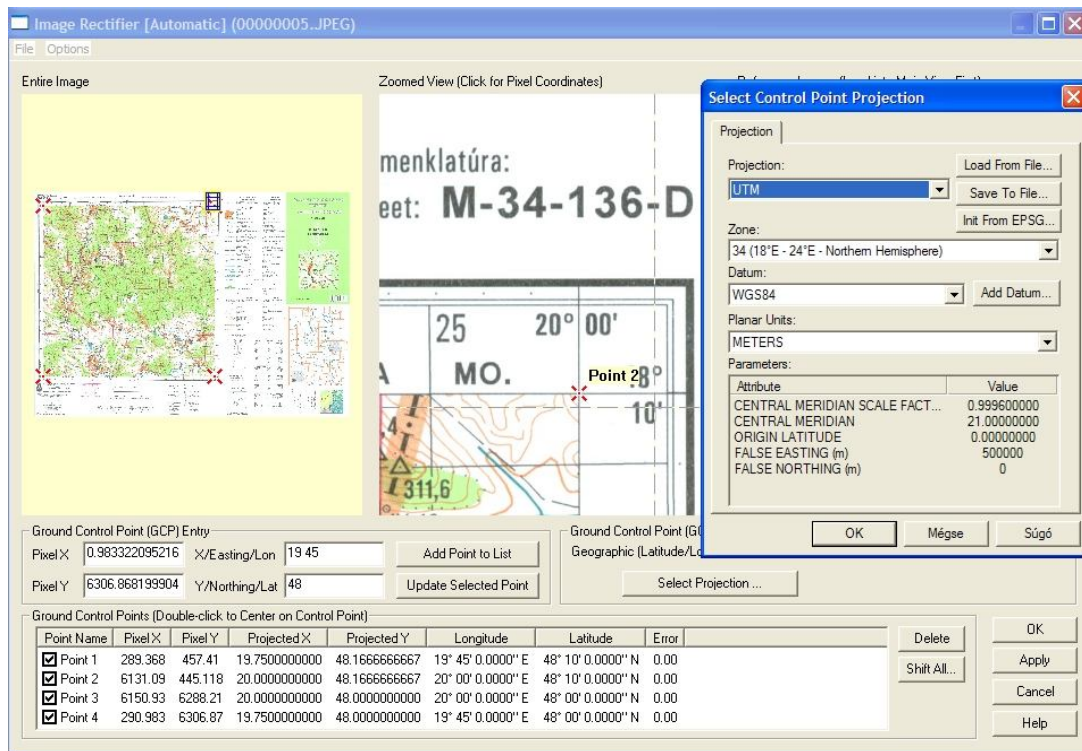 Image Rectifier [Automatic] (00000005..JPEG)
File Options
Entire Image
Zoomed View (Click for Pixel Coordinates)
menklatúra:
eet: M-34-136-D
25 20° 00'
MO.
Point 2
8°
10'
311,6
Select Control Point Projection
Projection
Projection:
UTM
Load From File...
Save To File...
Init From EPSG...
Zone:
34 (18°E - 24°E - Northern Hemisphere)
Datum:
WGS84
Add Datum...
Planar Units:
METERS
Parameters:
Attribute Value
CENTRAL MERIDIAN SCALE FACT... 0.999600000
CENTRAL MERIDIAN 21.00000000
ORIGIN LATITUDE 0.00000000
FALSE EASTING (m) 500000
FALSE NORTHING (m) 0
OK Mégse Súgó
Ground Control Point (GCP) Entry
Pixel X 0.983322095216 X/Easting/Lon 19 45 Add Point to List
Pixel Y 6306.868199904 Y/Northing/Lat 48 Update Selected Point
Ground Control Point (G
Geographic (Latitude/Lo
Select Projection ...
Ground Control Points (Double-click to Center on Control Point)
Point Name Pixel X Pixel Y Projected X Projected Y Longitude Latitude Error
Point 1 289.368 457.41 19.7500000000 48.1666666667 19° 45' 0.0000'' E 48° 10' 0.0000'' N 0.00
Point 2 6131.09 445.118 20.0000000000 48.1666666667 20° 00' 0.0000'' E 48° 10' 0.0000'' N 0.00
Point 3 6150.93 6288.21 20.0000000000 48.0000000000 20° 00' 0.0000'' E 48° 00' 0.0000'' N 0.00
Point 4 290.983 6306.87 19.7500000000 48.0000000000 19° 45' 0.0000'' E 48° 00' 0.0000'' N 0.00
Delete
Shift All...
OK
Apply
Cancel
Help